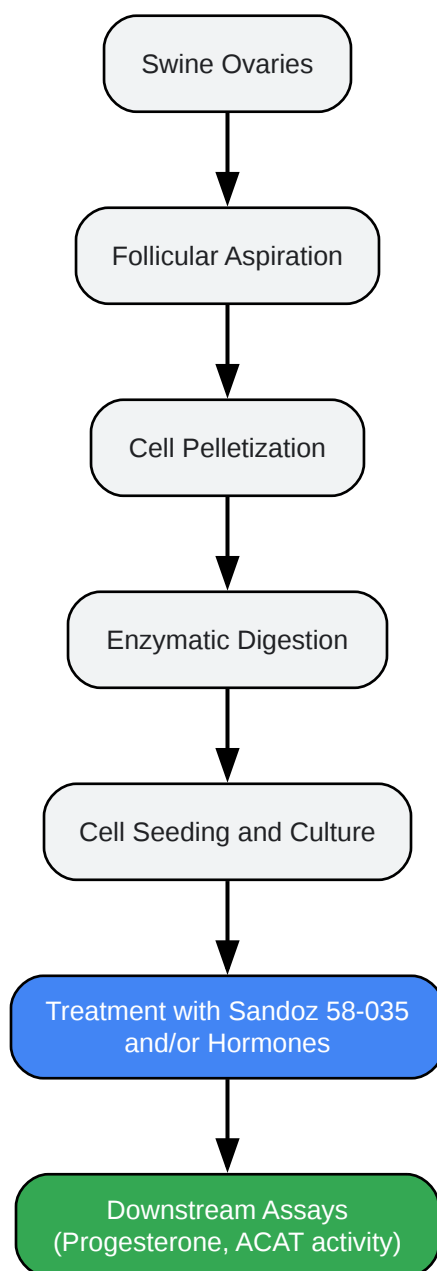 Swine Ovaries
Follicular Aspiration
Cell Pelletization
Enzymatic Digestion
Cell Seeding and Culture
Treatment with Sandoz 58-035
and/or Hormones
Downstream Assays
(Progesterone, ACAT activity)